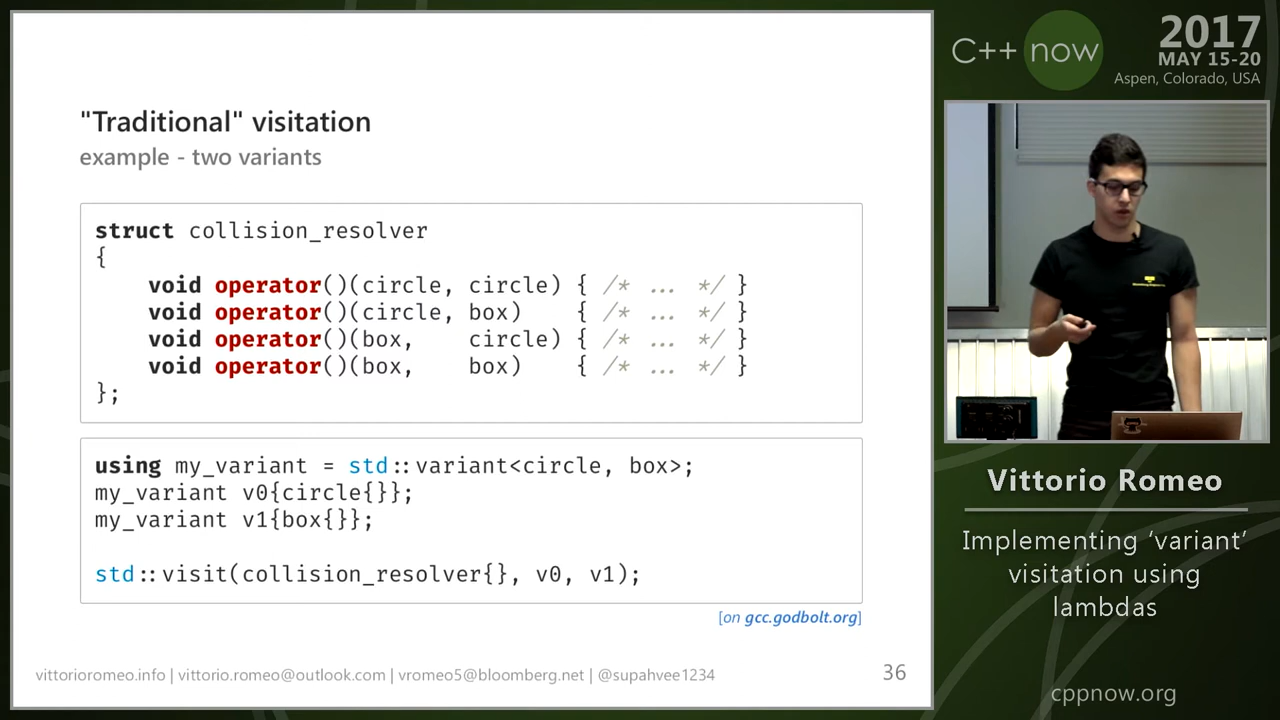 "Traditional" visitation
example - two variants
struct collision_resolver
{
    void operator()(circle, circle) { /* ... */ }
    void operator()(circle, box)    { /* ... */ }
    void operator()(box,    circle) { /* ... */ }
    void operator()(box,    box)    { /* ... */ }
};
using my_variant = std::variant<circle, box>;
my_variant v0{circle{}};
my_variant v1{box{}};
std::visit(collision_resolver{}, v0, v1);
[on gcc.godbolt.org]
vittorioromeo.info | vittorio.romeo@outlook.com | vromeo5@bloomberg.net | @supahvee1234
36
C++ now
2017
MAY 15-20
Aspen, Colorado, USA
Vittorio Romeo
Implementing ‘variant’
visitation using
lambdas
cppnow.org